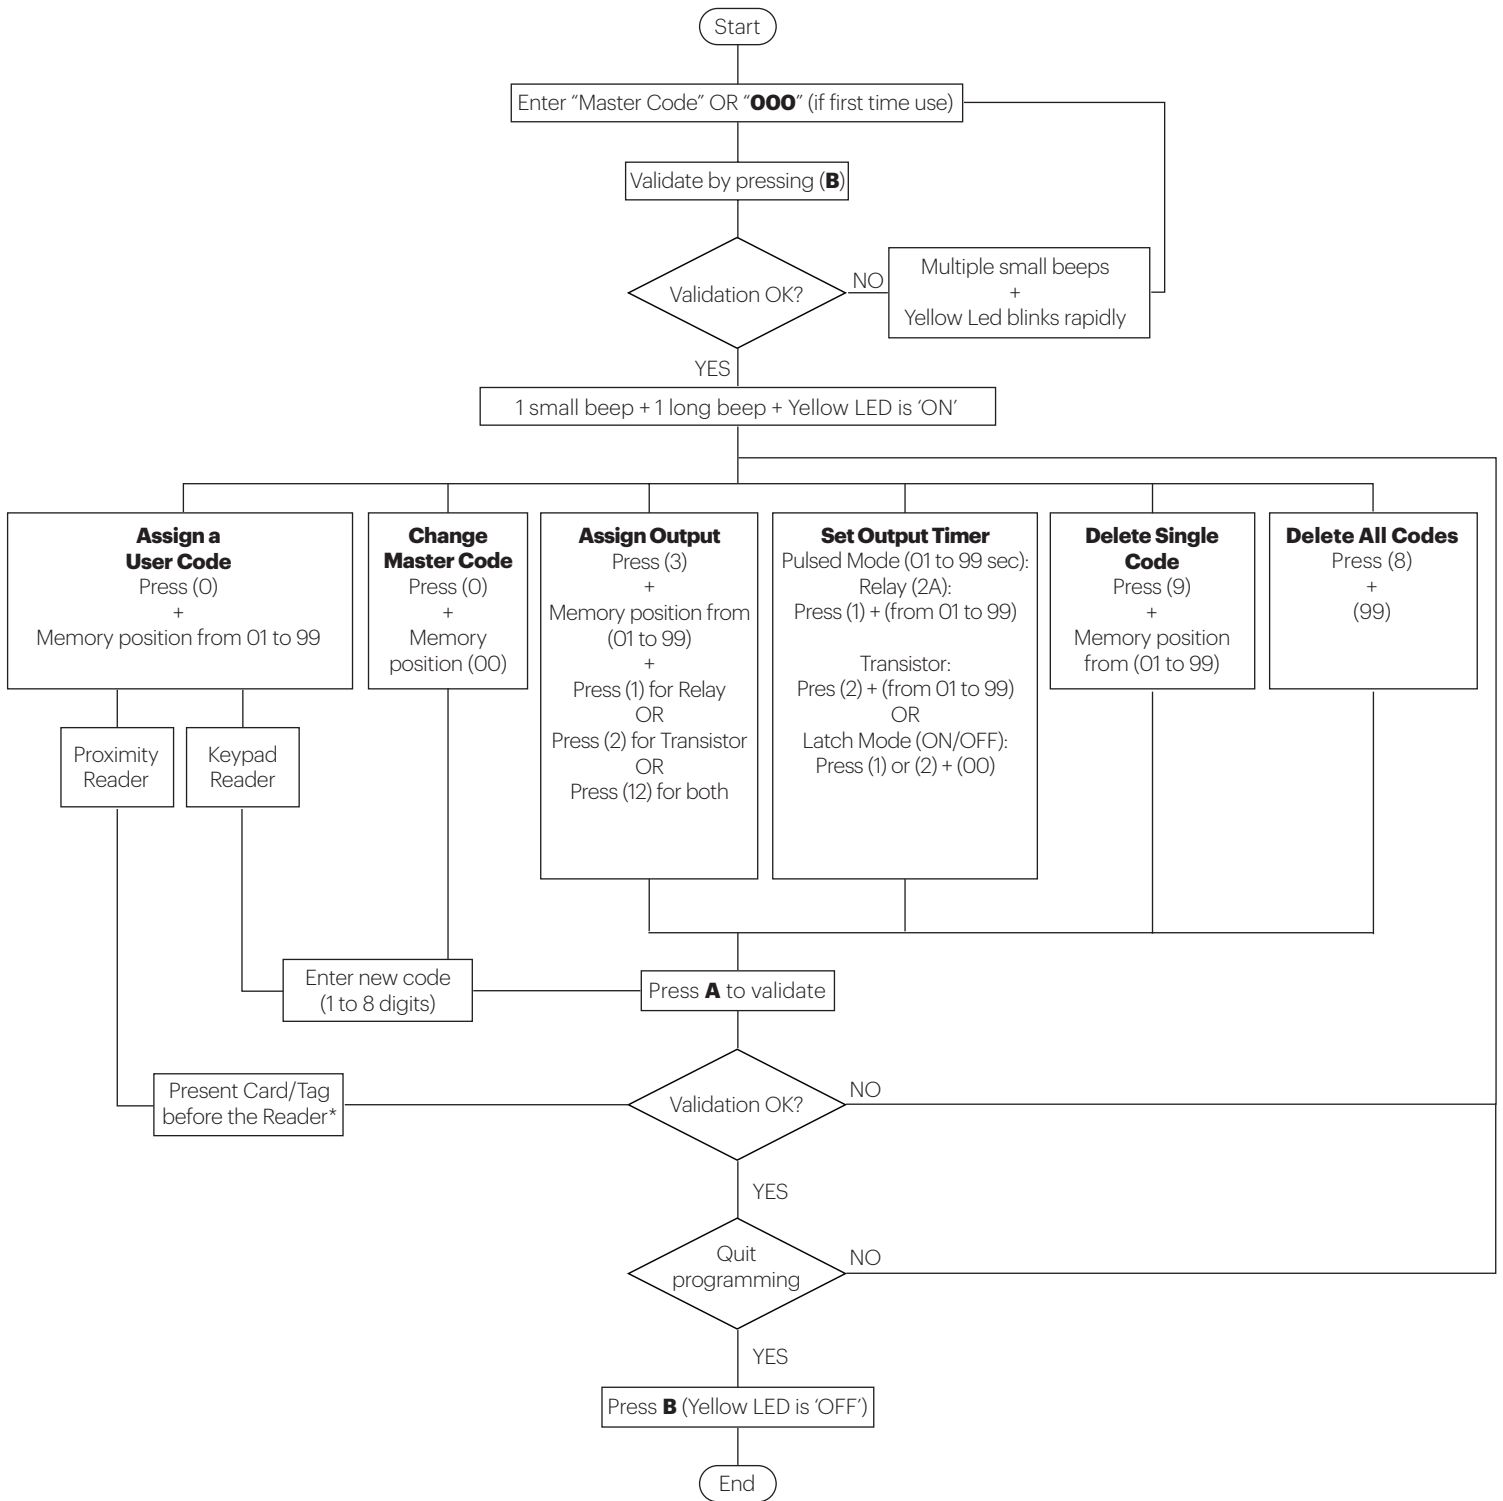 Start
Enter “Master Code” OR “000” (if first time use)
Validate by pressing (B)
Validation OK?
NO
Multiple small beeps
+
Yellow Led blinks rapidly
YES
1 small beep + 1 long beep + Yellow LED is ‘ON’
Assign a
User Code
Press (0)
+
Memory position from 01 to 99
Change
Master Code
Press (0)
+
Memory
position (00)
Assign Output
Press (3)
+
Memory position from
(01 to 99)
+
Press (1) for Relay
OR
Press (2) for Transistor
OR
Press (12) for both
Set Output Timer
Pulsed Mode (01 to 99 sec):
Relay (2A):
Press (1) + (from 01 to 99)
Transistor:
Pres (2) + (from 01 to 99)
OR
Latch Mode (ON/OFF):
Press (1) or (2) + (00)
Delete Single
Code
Press (9)
+
Memory position
from (01 to 99)
Delete All Codes
Press (8)
+
(99)
Proximity
Reader
Keypad
Reader
Enter new code
(1 to 8 digits)
Press A to validate
Present Card/Tag
before the Reader*
Validation OK?
NO
YES
Quit
programming
NO
YES
Press B (Yellow LED is ‘OFF’)
End